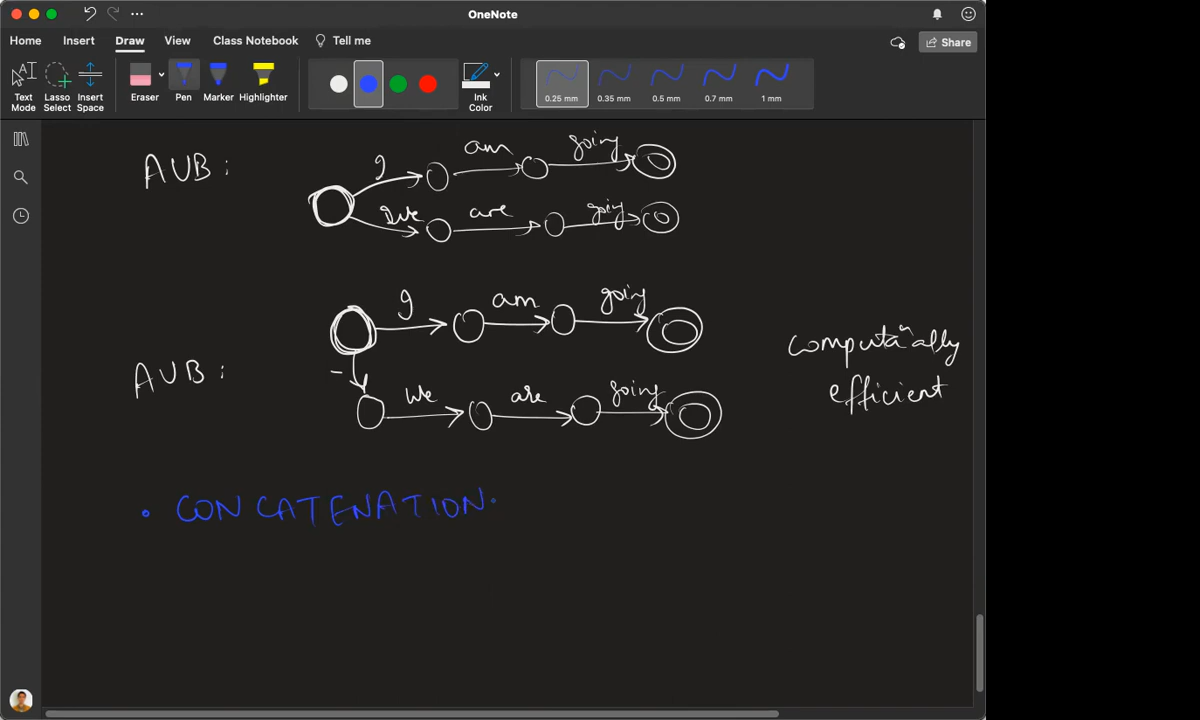 OneNote
Home Insert Draw View Class Notebook Tell me
Share
Text Mode
Lasso Select
Insert Space
Eraser
Pen
Marker
Highlighter
Ink Color
0.25 mm
0.35 mm
0.5 mm
0.7 mm
1 mm
AUB :
I am going
We are going
I am going
AUB :
-
We are going
computanally
efficient
• CONCATENATION